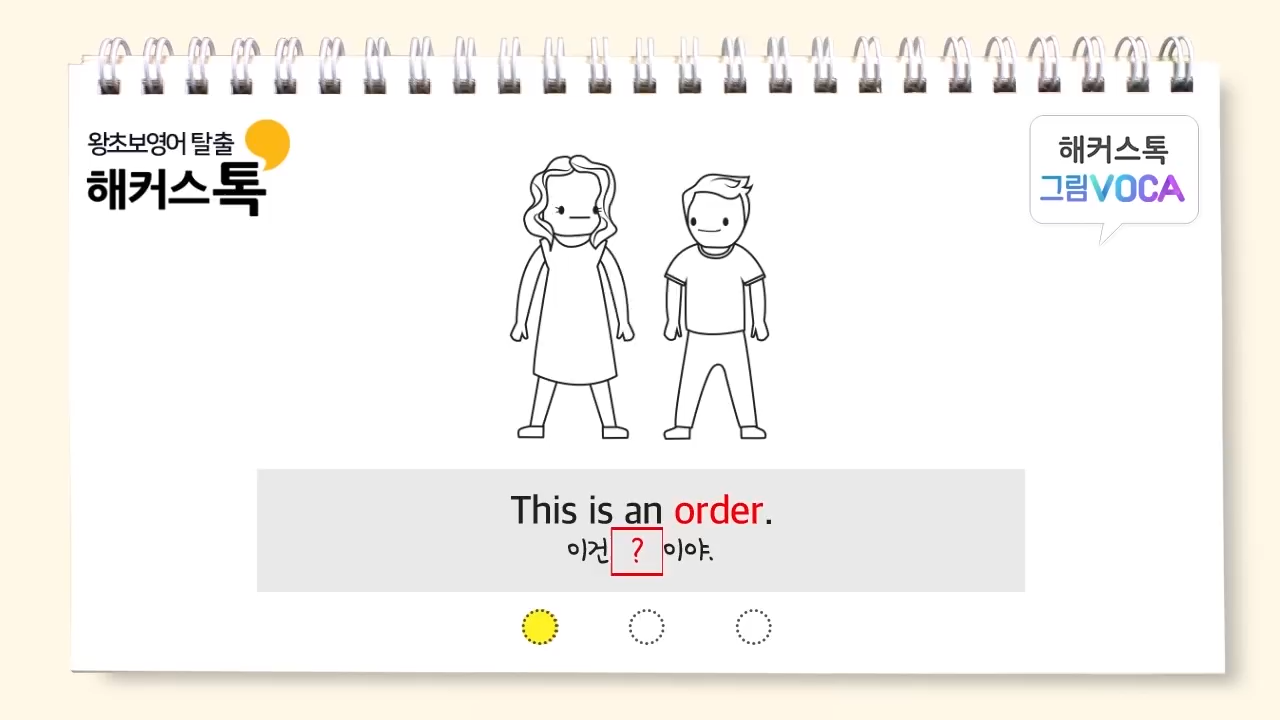 왕초보영어 탈출
해커스톡
해커스톡
그림VOCA
This is an order.
이건 ? 이야.